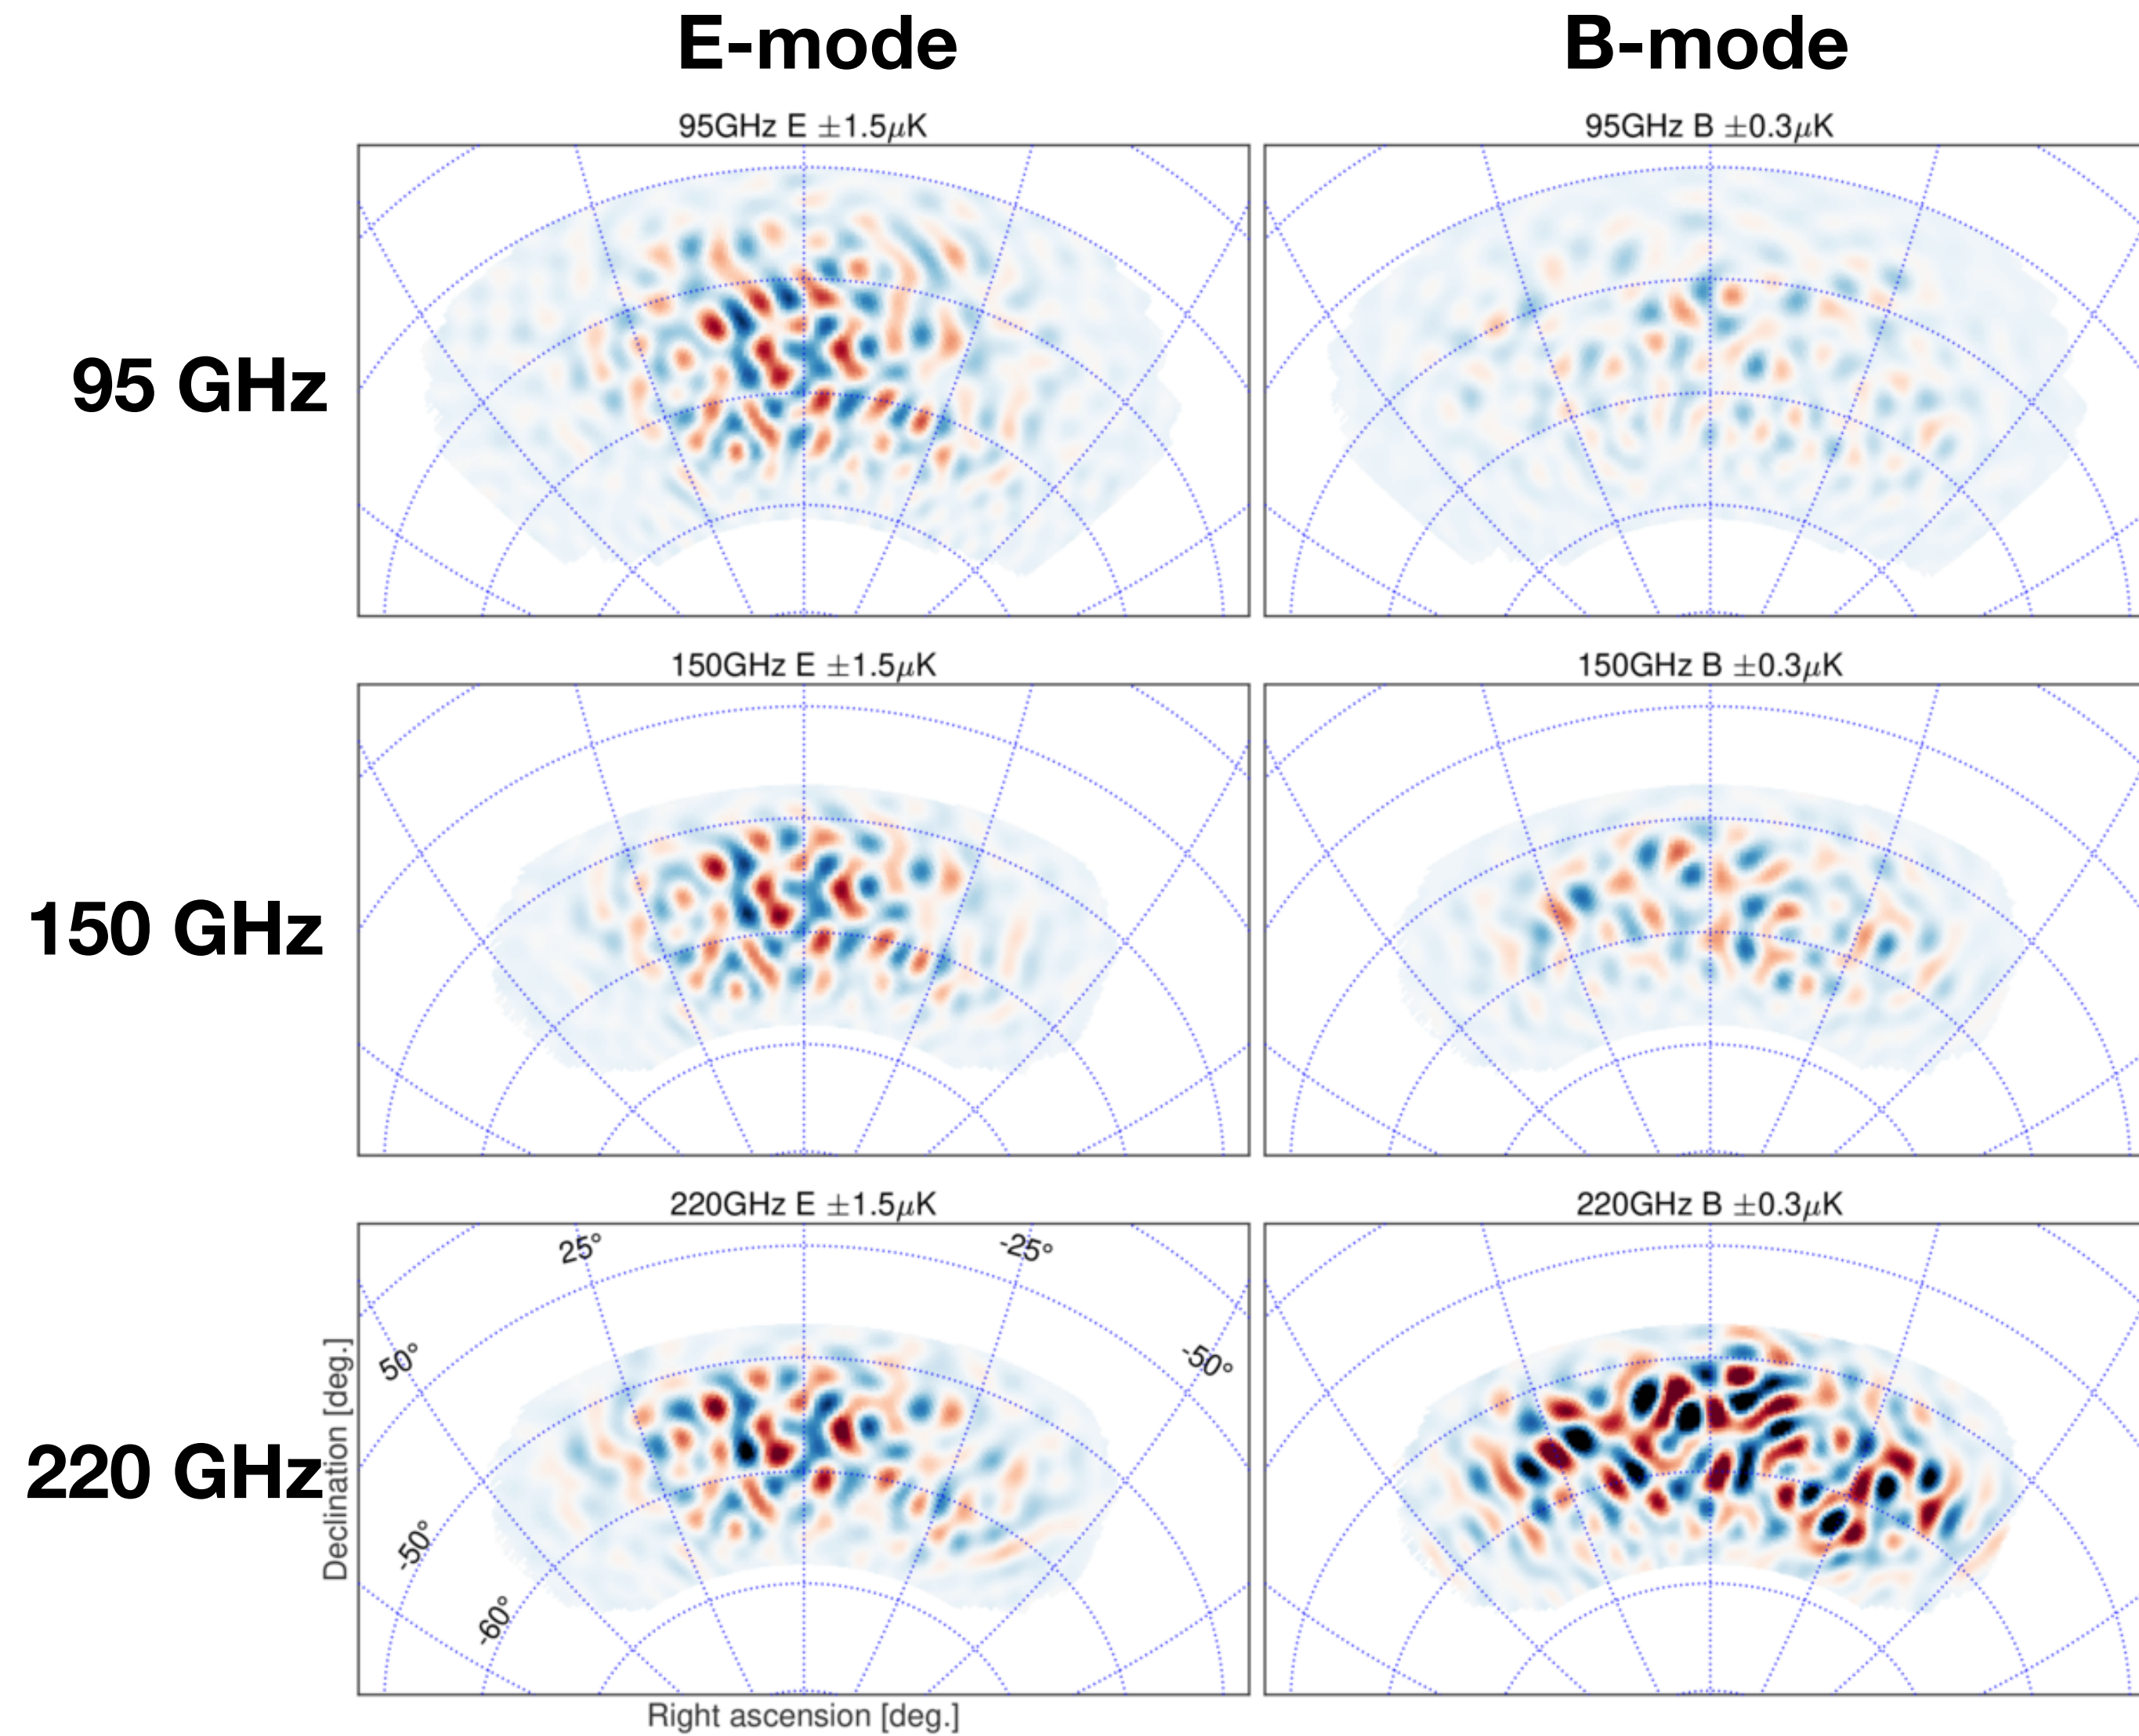 E-mode
B-mode
95GHz E ±1.5μK
95GHz B ±0.3μK
95 GHz
150GHz E ±1.5μK
150GHz B ±0.3μK
150 GHz
220GHz E ±1.5μK
220GHz B ±0.3μK
25°
-25°
50°
-50°
220 GHz
Declination [deg.]
-50°
-60°
Right ascension [deg.]